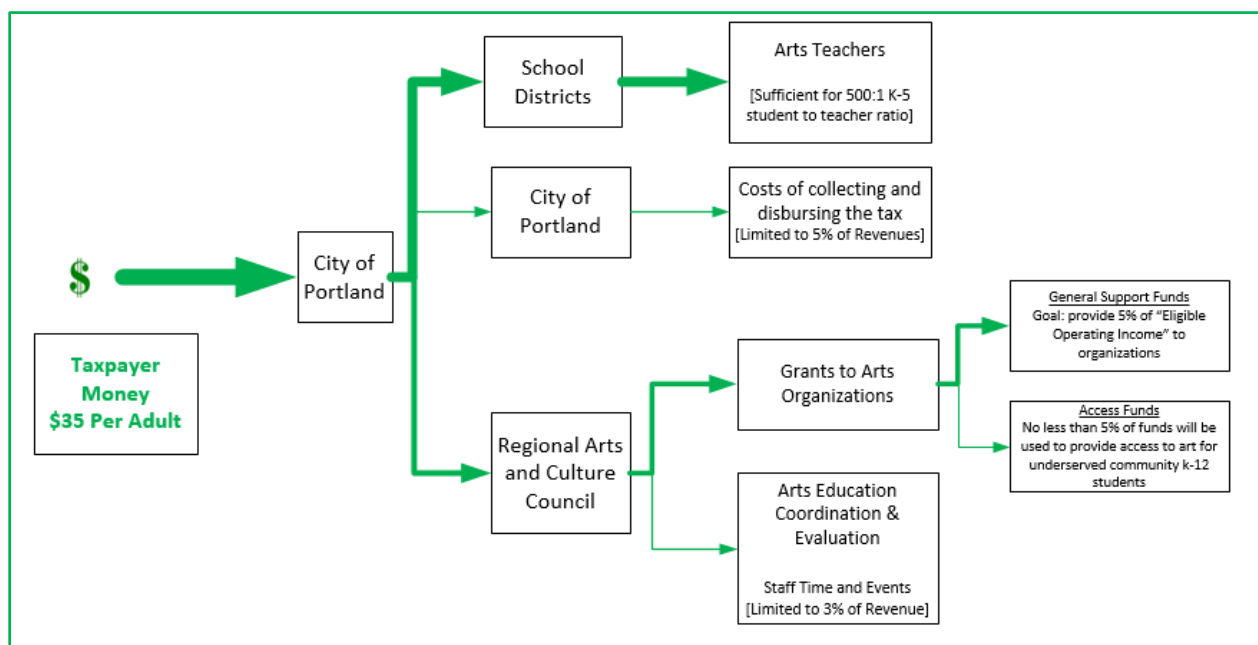 $
Taxpayer
Money
$35 Per Adult
City of
Portland
School
Districts
Arts Teachers
[Sufficient for 500:1 K-5
student to teacher ratio]
City of
Portland
Costs of collecting and
disbursing the tax
[Limited to 5% of Revenues]
Regional Arts
and Culture
Council
Grants to Arts
Organizations
General Support Funds
Goal: provide 5% of “Eligible
Operating Income” to
organizations
Access Funds
No less than 5% of funds will be
used to provide access to art for
underserved community k-12
students
Arts Education
Coordination &
Evaluation
Staff Time and Events
[Limited to 3% of Revenue]